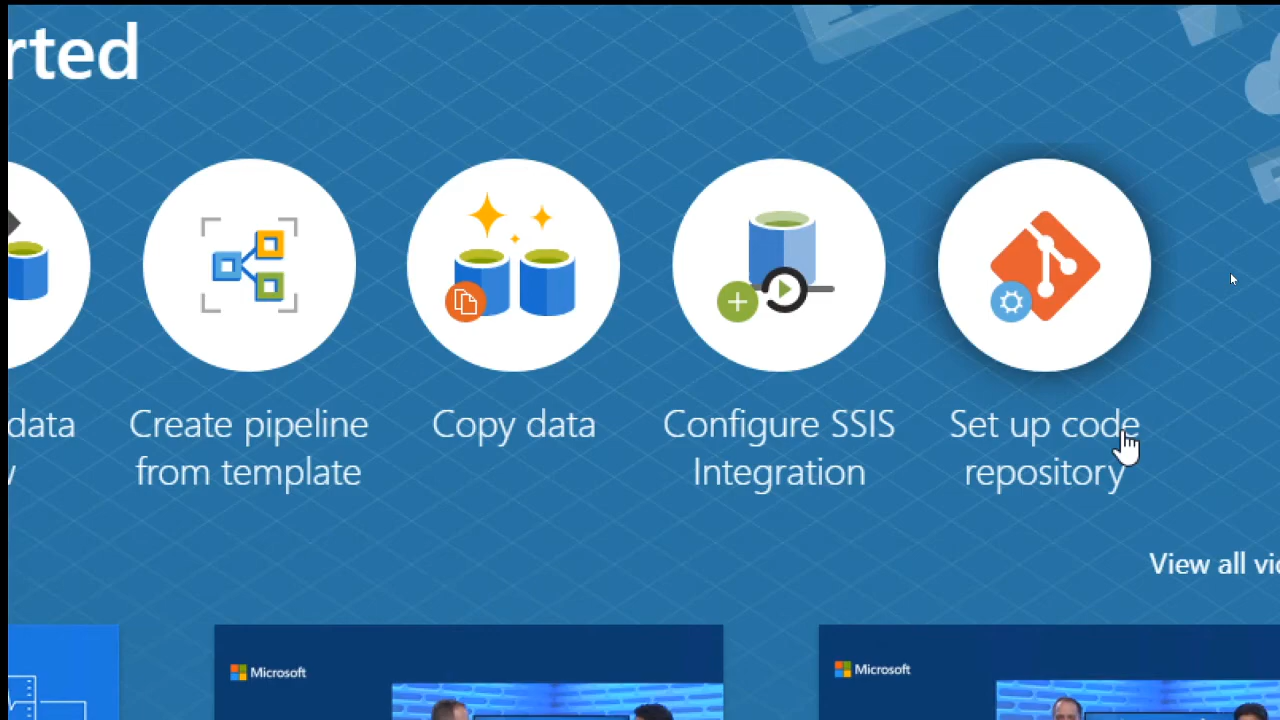 rted
data
Create pipeline
from template
Copy data
Configure SSIS
Integration
Set up code
repository
View all
Microsoft
Microsoft